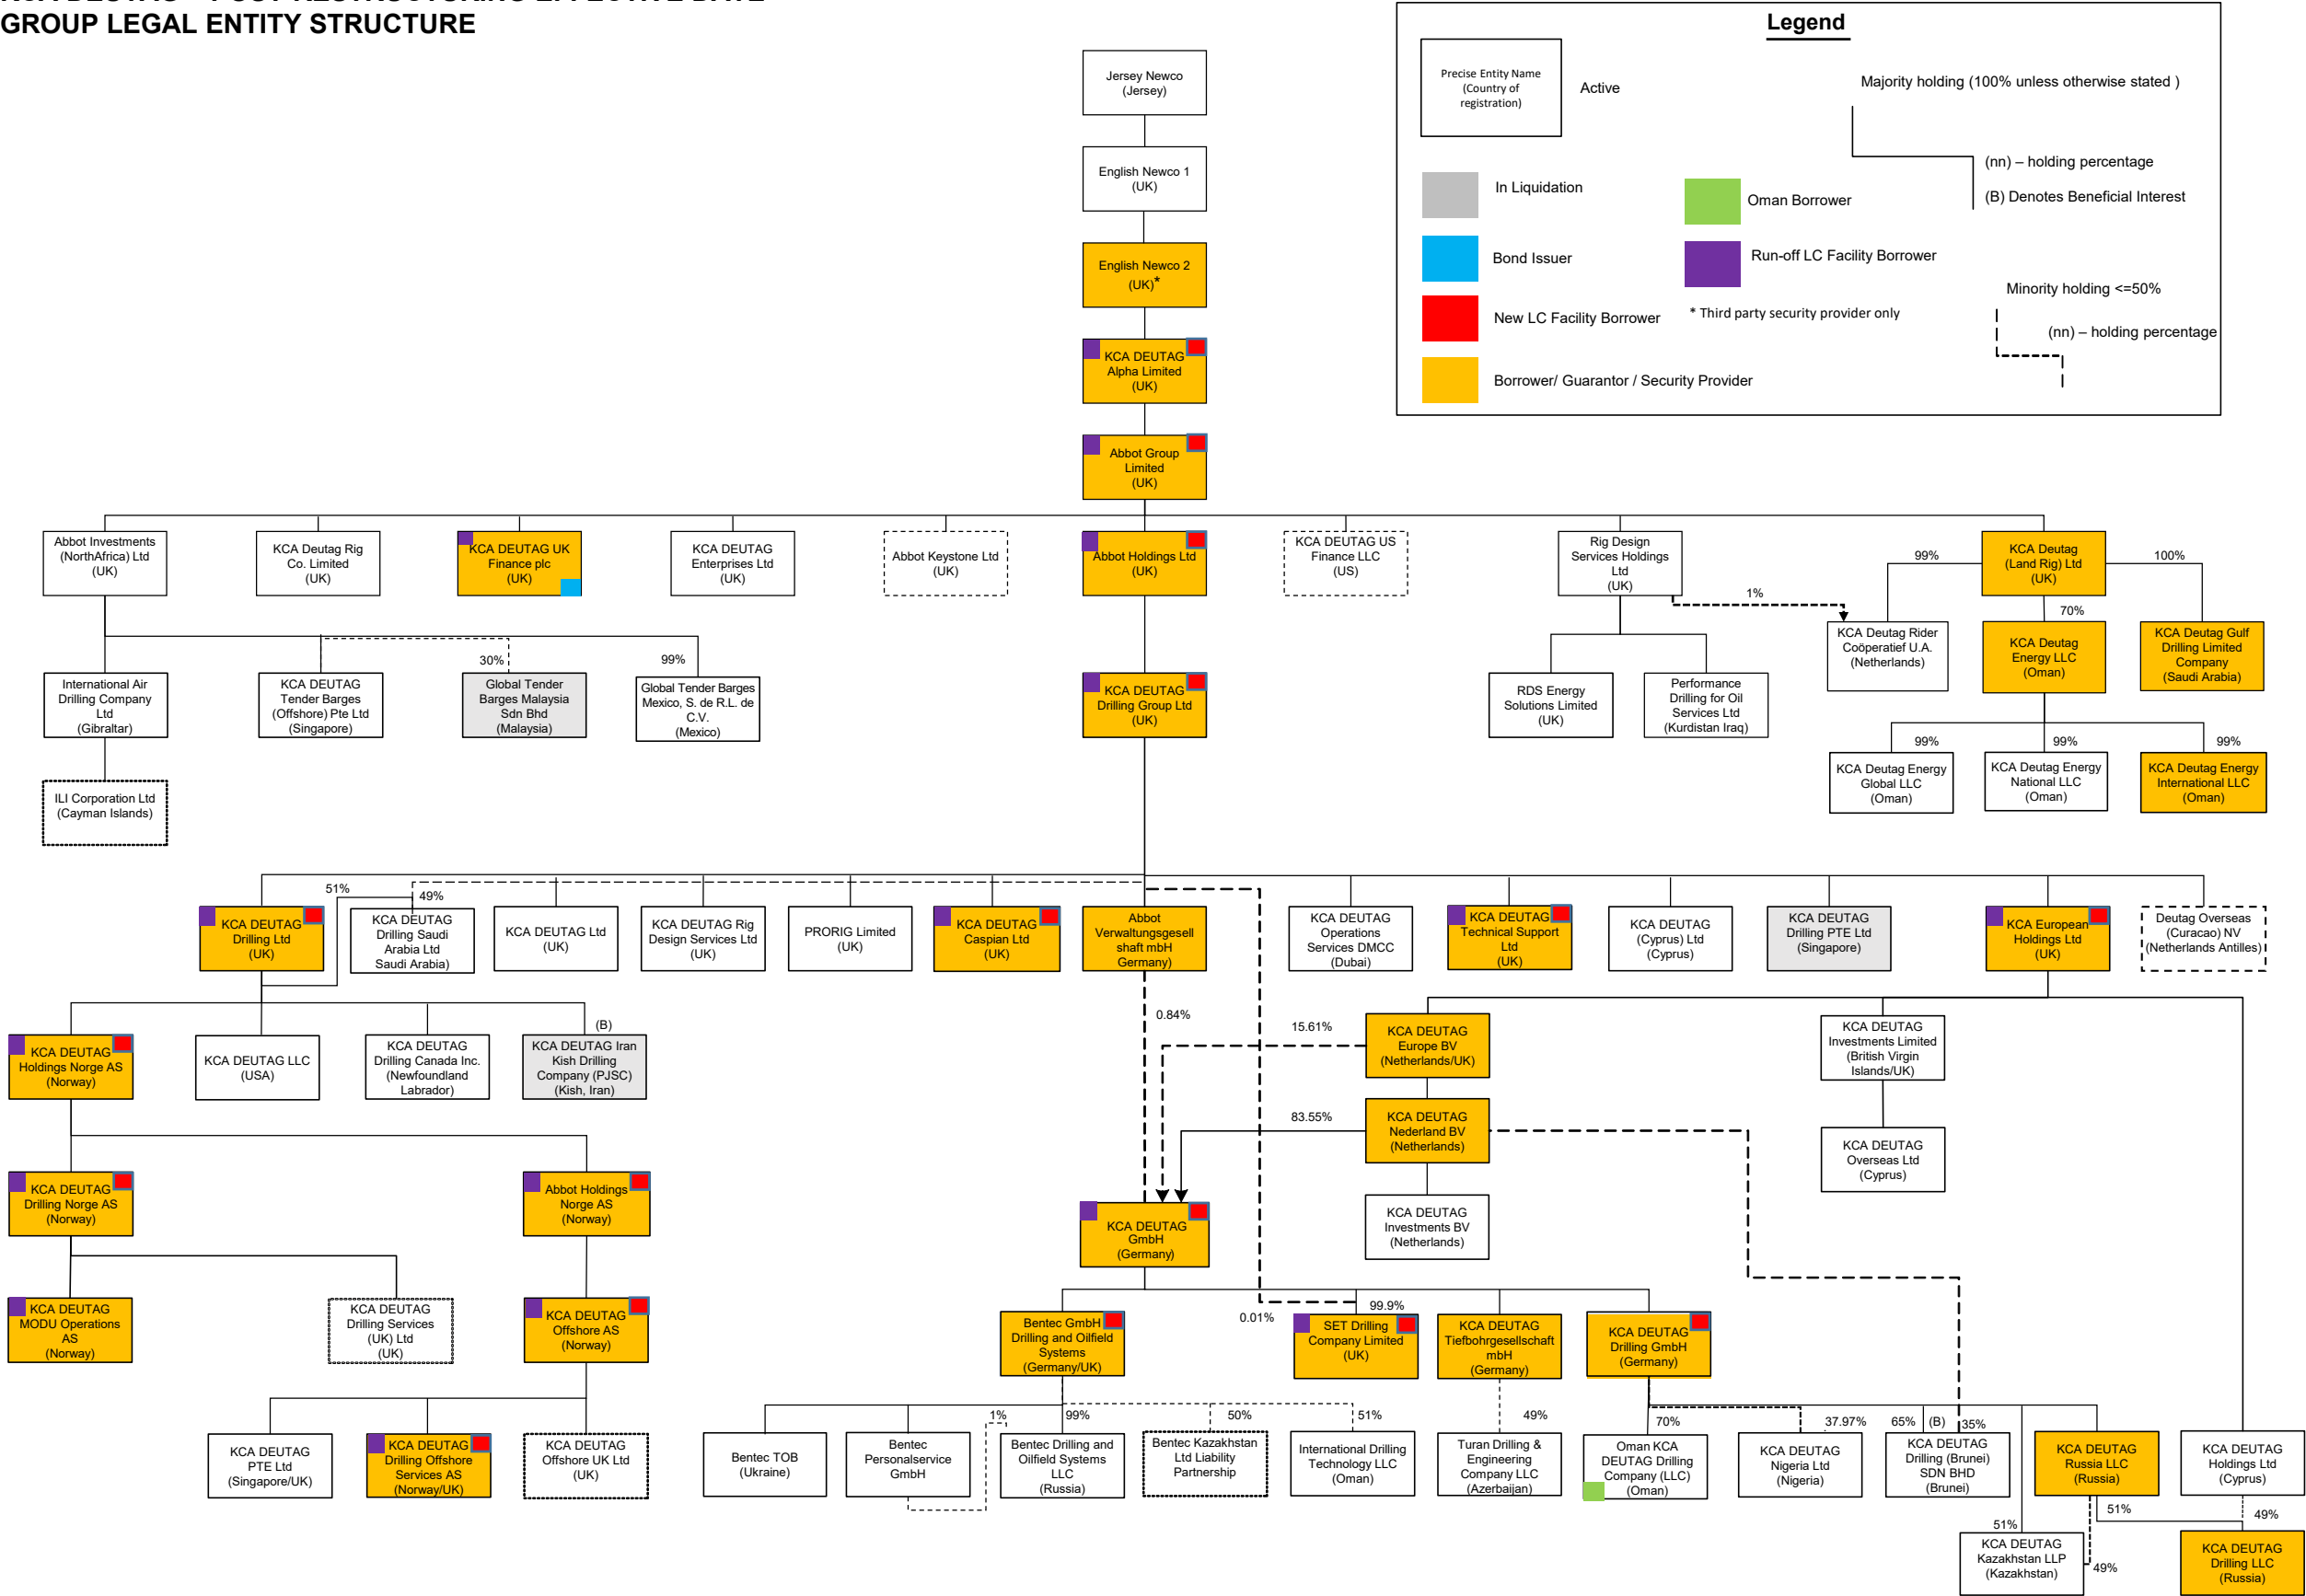 GROUP LEGAL ENTITY STRUCTURE
Legend
Precise Entity Name
(Country of
registration)
Active
Majority holding (100% unless otherwise stated )
(nn) – holding percentage
(B) Denotes Beneficial Interest
In Liquidation
Oman Borrower
Bond Issuer
Run-off LC Facility Borrower
Minority holding <=50%
New LC Facility Borrower
* Third party security provider only
(nn) – holding percentage
Borrower/ Guarantor / Security Provider
Jersey Newco
(Jersey)
English Newco 1
(UK)
English Newco 2
(UK)*
KCA DEUTAG
Alpha Limited
(UK)
Abbot Group
Limited
(UK)
Abbot Investments
(NorthAfrica) Ltd
(UK)
KCA Deutag Rig
Co. Limited
(UK)
KCA DEUTAG UK
Finance plc
(UK)
KCA DEUTAG
Enterprises Ltd
(UK)
Abbot Keystone Ltd
(UK)
Abbot Holdings Ltd
(UK)
KCA DEUTAG US
Finance LLC
(US)
Rig Design
Services Holdings
Ltd
(UK)
99%
KCA Deutag
(Land Rig) Ltd
(UK)
100%
1%
70%
30%
99%
International Air
Drilling Company
Ltd
(Gibraltar)
KCA DEUTAG
Tender Barges
(Offshore) Pte Ltd
(Singapore)
Global Tender
Barges Malaysia
Sdn Bhd
(Malaysia)
Global Tender Barges
Mexico, S. de R.L. de
C.V.
(Mexico)
KCA DEUTAG
Drilling Group Ltd
(UK)
RDS Energy
Solutions Limited
(UK)
Performance
Drilling for Oil
Services Ltd
(Kurdistan Iraq)
KCA Deutag Rider
Coöperatief U.A.
(Netherlands)
KCA Deutag
Energy LLC
(Oman)
KCA Deutag Gulf
Drilling Limited
Company
(Saudi Arabia)
99%
99%
99%
KCA Deutag Energy
Global LLC
(Oman)
KCA Deutag Energy
National LLC
(Oman)
KCA Deutag Energy
International LLC
(Oman)
ILI Corporation Ltd
(Cayman Islands)
51%
49%
KCA DEUTAG
Drilling Ltd
(UK)
KCA DEUTAG
Drilling Saudi
Arabia Ltd
Saudi Arabia)
KCA DEUTAG Ltd
(UK)
KCA DEUTAG Rig
Design Services Ltd
(UK)
PRORIG Limited
(UK)
KCA DEUTAG
Caspian Ltd
(UK)
Abbot
Verwaltungsgesell
shaft mbH
Germany)
KCA DEUTAG
Operations
Services DMCC
(Dubai)
KCA DEUTAG
Technical Support
Ltd
(UK)
KCA DEUTAG
(Cyprus) Ltd
(Cyprus)
KCA DEUTAG
Drilling PTE Ltd
(Singapore)
KCA European
Holdings Ltd
(UK)
Deutag Overseas
(Curacao) NV
(Netherlands Antilles)
(B)
0.84%
15.61%
KCA DEUTAG
Holdings Norge AS
(Norway)
KCA DEUTAG LLC
(USA)
KCA DEUTAG
Drilling Canada Inc.
(Newfoundland
Labrador)
KCA DEUTAG Iran
Kish Drilling
Company (PJSC)
(Kish, Iran)
KCA DEUTAG
Europe BV
(Netherlands/UK)
KCA DEUTAG
Investments Limited
(British Virgin
Islands/UK)
83.55%
KCA DEUTAG
Nederland BV
(Netherlands)
KCA DEUTAG
Overseas Ltd
(Cyprus)
KCA DEUTAG
Drilling Norge AS
(Norway)
Abbot Holdings
Norge AS
(Norway)
KCA DEUTAG
GmbH
(Germany)
KCA DEUTAG
Investments BV
(Netherlands)
KCA DEUTAG
MODU Operations
AS
(Norway)
KCA DEUTAG
Drilling Services
(UK) Ltd
(UK)
KCA DEUTAG
Offshore AS
(Norway)
Bentec GmbH
Drilling and Oilfield
Systems
(Germany/UK)
0.01%
99.9%
SET Drilling
Company Limited
(UK)
KCA DEUTAG
Tiefbohrgesellschaft
mbH
(Germany)
KCA DEUTAG
Drilling GmbH
(Germany)
1%
99%
50%
51%
49%
70%
37.97%
65%
(B)
35%
KCA DEUTAG
PTE Ltd
(Singapore/UK)
KCA DEUTAG
Drilling Offshore
Services AS
(Norway/UK)
KCA DEUTAG
Offshore UK Ltd
(UK)
Bentec TOB
(Ukraine)
Bentec
Personalservice
GmbH
Bentec Drilling and
Oilfield Systems
LLC
(Russia)
Bentec Kazakhstan
Ltd Liability
Partnership
International Drilling
Technology LLC
(Oman)
Turan Drilling &
Engineering
Company LLC
(Azerbaijan)
Oman KCA
DEUTAG Drilling
Company (LLC)
(Oman)
KCA DEUTAG
Nigeria Ltd
(Nigeria)
KCA DEUTAG
Drilling (Brunei)
SDN BHD
(Brunei)
KCA DEUTAG
Russia LLC
(Russia)
KCA DEUTAG
Holdings Ltd
(Cyprus)
51%
51%
49%
KCA DEUTAG
Kazakhstan LLP
(Kazakhstan)
49%
KCA DEUTAG
Drilling LLC
(Russia)